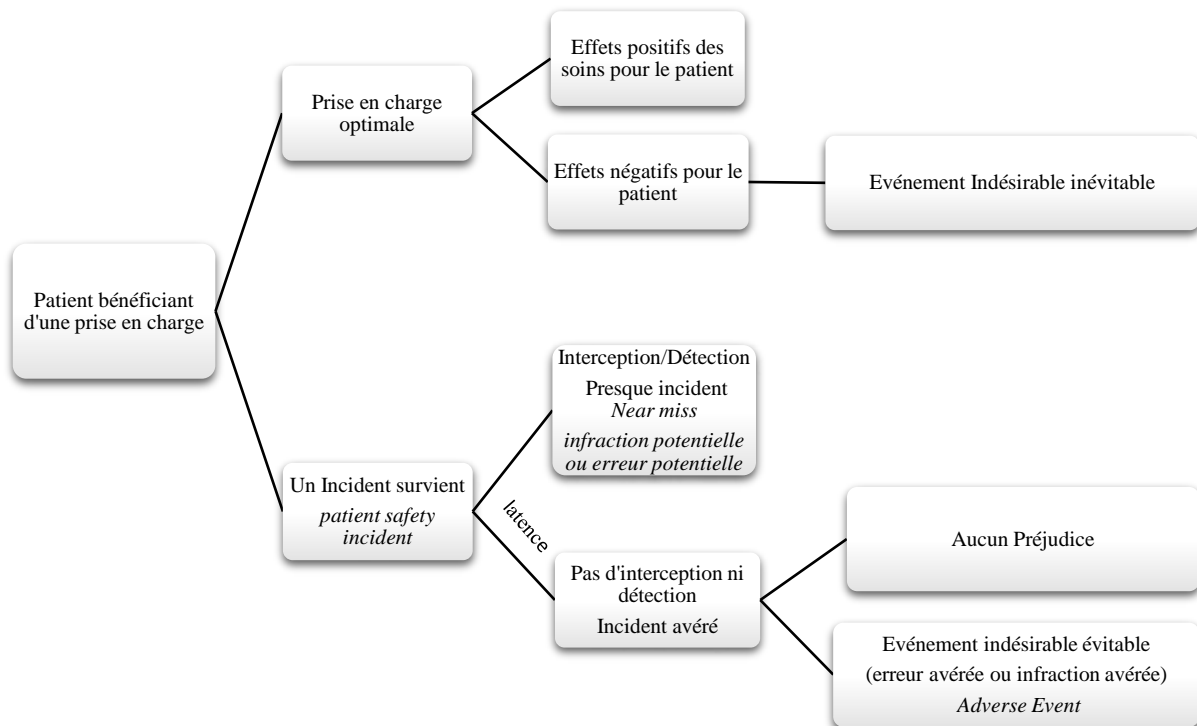 Effets positifs des
soins pour le patient
Prise en charge
optimale
Effets négatifs pour le
patient
Evénement Indésirable inévitable
Patient bénéficiant
d'une prise en charge
Interception/Détection
Presque incident
Near miss
infraction potentielle
ou erreur potentielle
Un Incident survient
patient safety
incident
latence
Pas d'interception ni
détection
Incident avéré
Aucun Préjudice
Evénement indésirable évitable
(erreur avérée ou infraction avérée)
Adverse Event